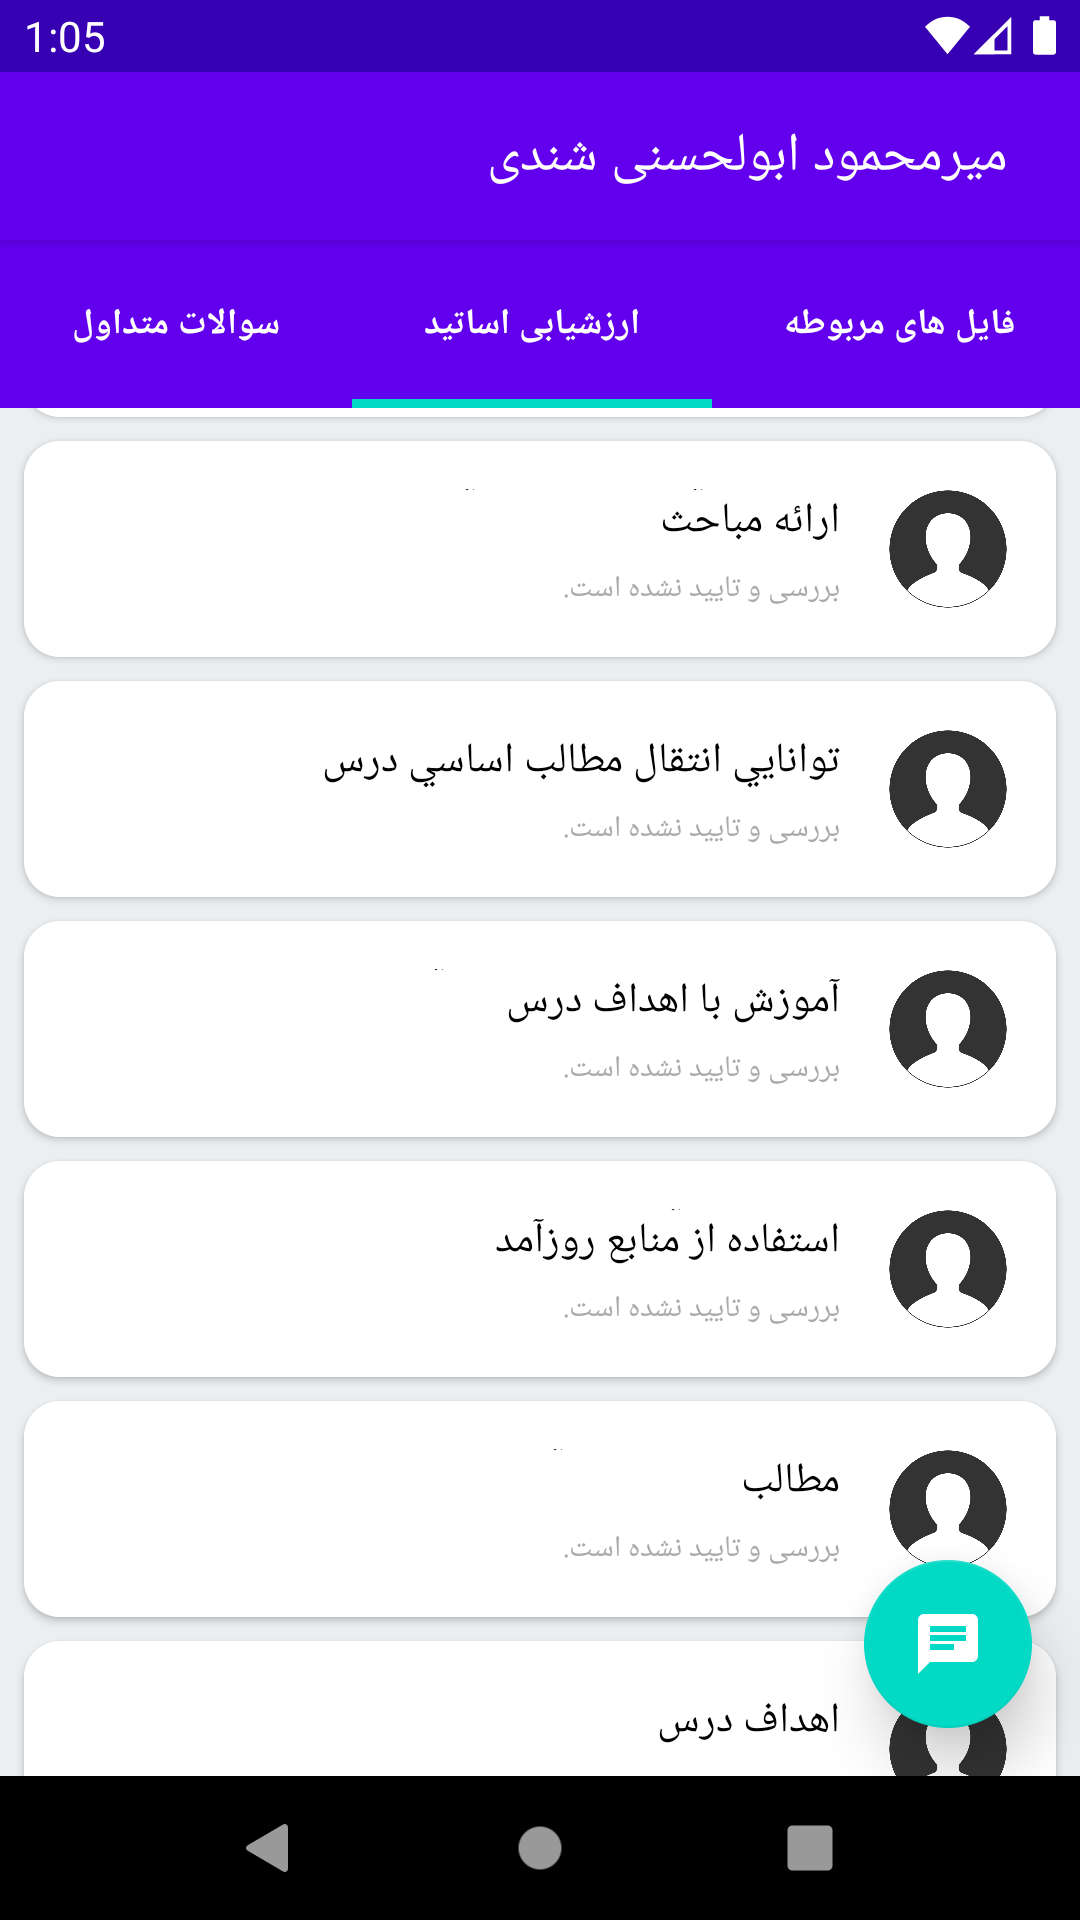 1:05
میرمحمود ابولحسنی شندی
فایل های مربوطه
ارزشیابی اساتید
سوالات متداول
ارائه مباحث
بررسی و تایید نشده است.
توانايي انتقال مطالب اساسي درس
بررسی و تایید نشده است.
آموزش با اهداف درس
بررسی و تایید نشده است.
استفاده از منابع روزآمد
بررسی و تایید نشده است.
مطالب
بررسی و تایید نشده است.
اهداف درس